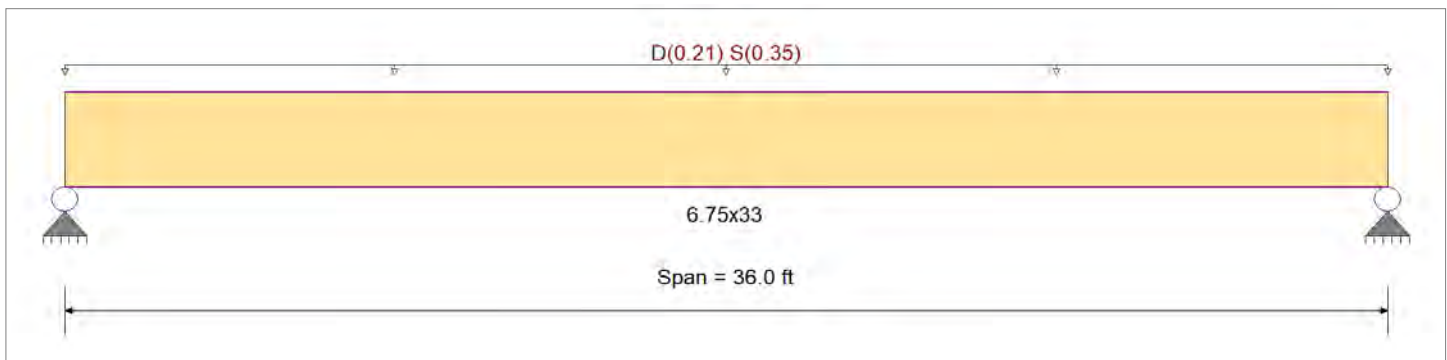 D(0.21) S(0.35)
6.75x33
Span = 36.0 ft